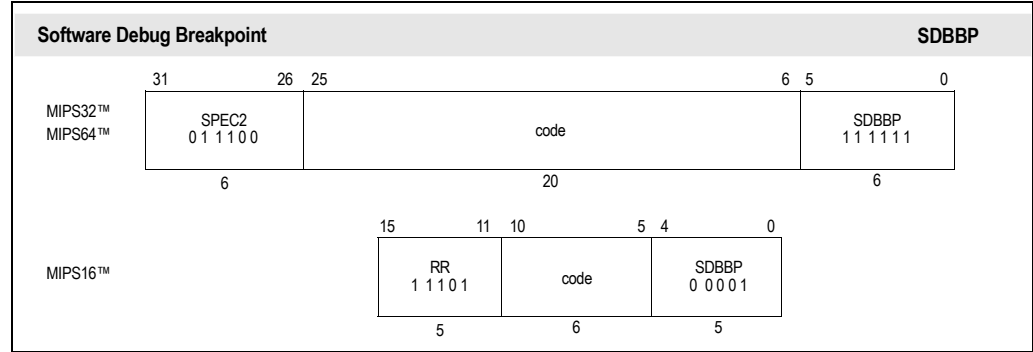 Software Debug Breakpoint SDBBP
31 26 25 6 5 0
MIPS32™
MIPS64™
SPEC2
0 1 1 1 0 0
code
SDBBP
1 1 1 1 1 1
6 20 6
15 11 10 5 4 0
MIPS16™
RR
1 1 1 0 1
code
SDBBP
0 0 0 0 1
5 6 5